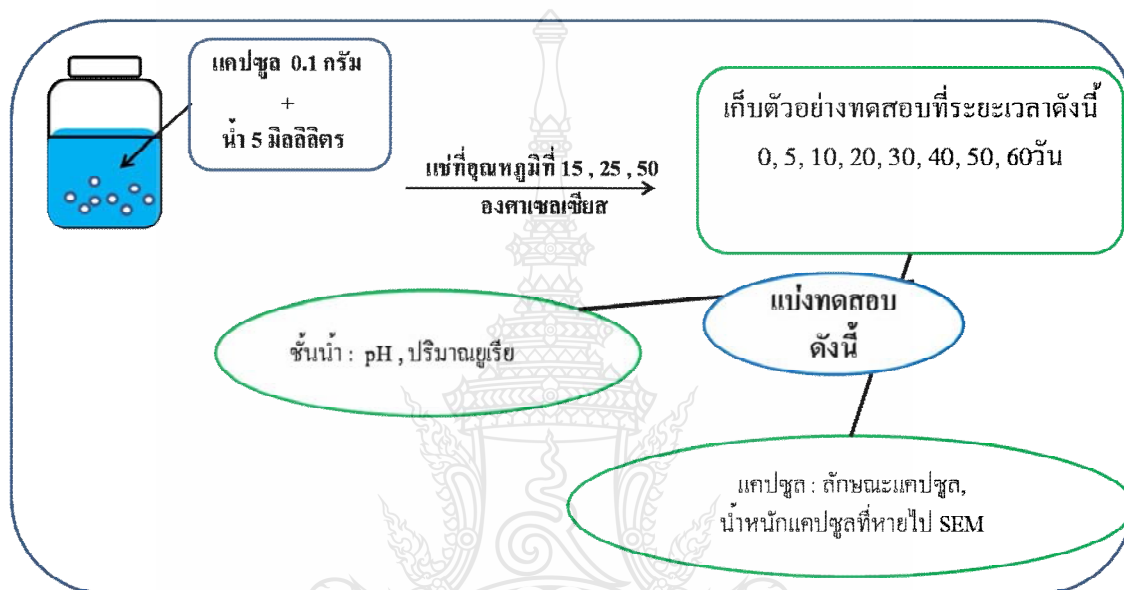 แคปซูล 0.1 กรัม
+
น้ำ 5 มิลลิลิตร
แช่ที่อุณหภูมิที่ 15 , 25 , 50
องศาเซลเซียส
เก็บตัวอย่างทดสอบที่ระยะเวลาดังนี้
0, 5, 10, 20, 30, 40, 50, 60วัน
แบ่งทดสอบ
ดังนี้
ชั้นน้ำ : pH , ปริมาณยูเรีย
แคปซูล : ลักษณะแคปซูล,
น้ำหนักแคปซูลที่หายไป SEM